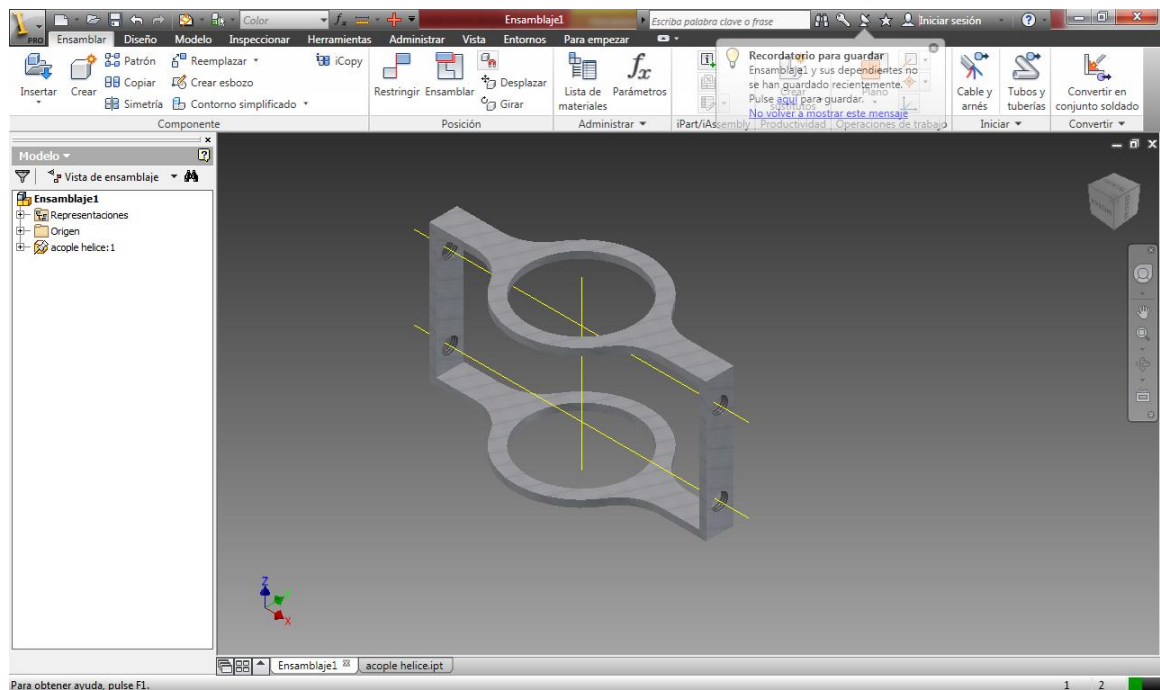 Color
Ensamblaje1
Escriba palabra clave o frase
Iniciar sesión
PRO
Ensamblar Diseño Modelo Inspeccionar Herramientas Administrar Vista Entornos Para empezar
Insertar
Crear
Patrón
Copiar
Simetría
Reemplazar
Crear esbozo
Contorno simplificado
iCopy
Restringir
Ensamblar
Desplazar
Girar
Lista de materiales
Parámetros
Recordatorio para guardar
Ensamblaje1 y sus dependientes no
se han guardado recientemente.
Pulse aquí para guardar.
No volver a mostrar este mensaje
Crear
sustitutos
Plano
Cable y
arnés
Tubos y
tuberías
Convertir en
conjunto soldado
Componente
Posición
Administrar
iPart/iAssembly
Productividad
Operaciones de trabajo
Iniciar
Convertir
Modelo
Vista de ensamblaje
Ensamblaje1
Representaciones
Origen
acople helice:1
Z
X
Ensamblaje1
acople helice.ipt
Para obtener ayuda, pulse F1.
1 2